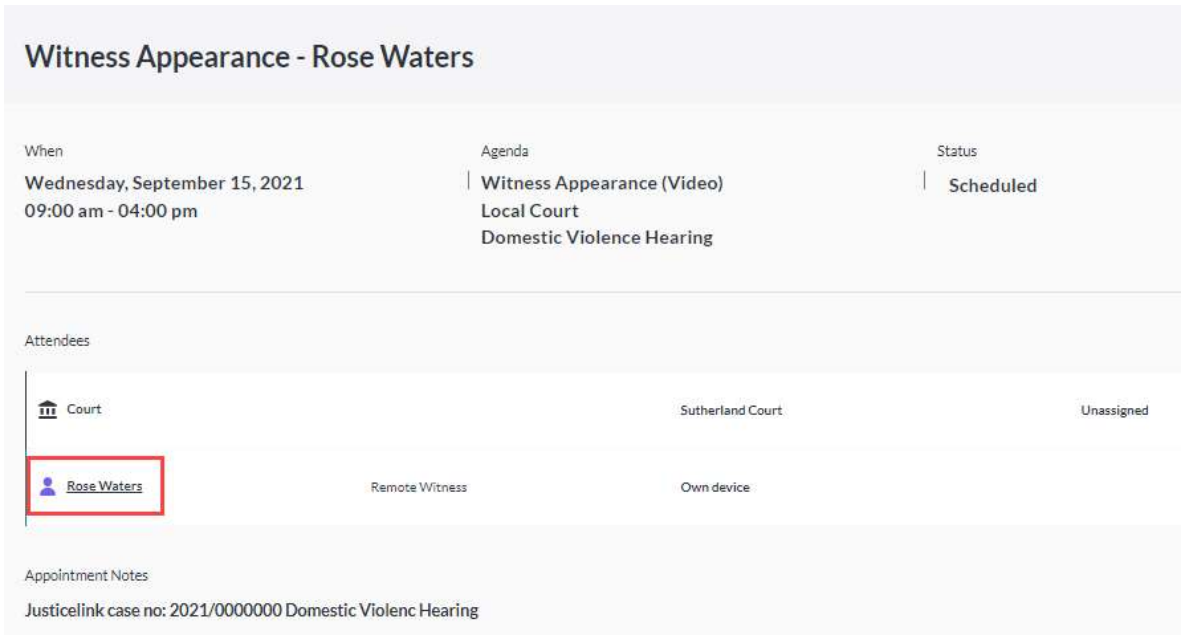 Witness Appearance - Rose Waters
When
Agenda
Status
Wednesday, September 15, 2021
Witness Appearance (Video)
Scheduled
09:00 am - 04:00 pm
Local Court
Domestic Violence Hearing
Attendees
Court
Sutherland Court
Unassigned
Rose Waters
Remote Witness
Own device
Appointment Notes
Justicelink case no: 2021/0000000 Domestic Violenc Hearing